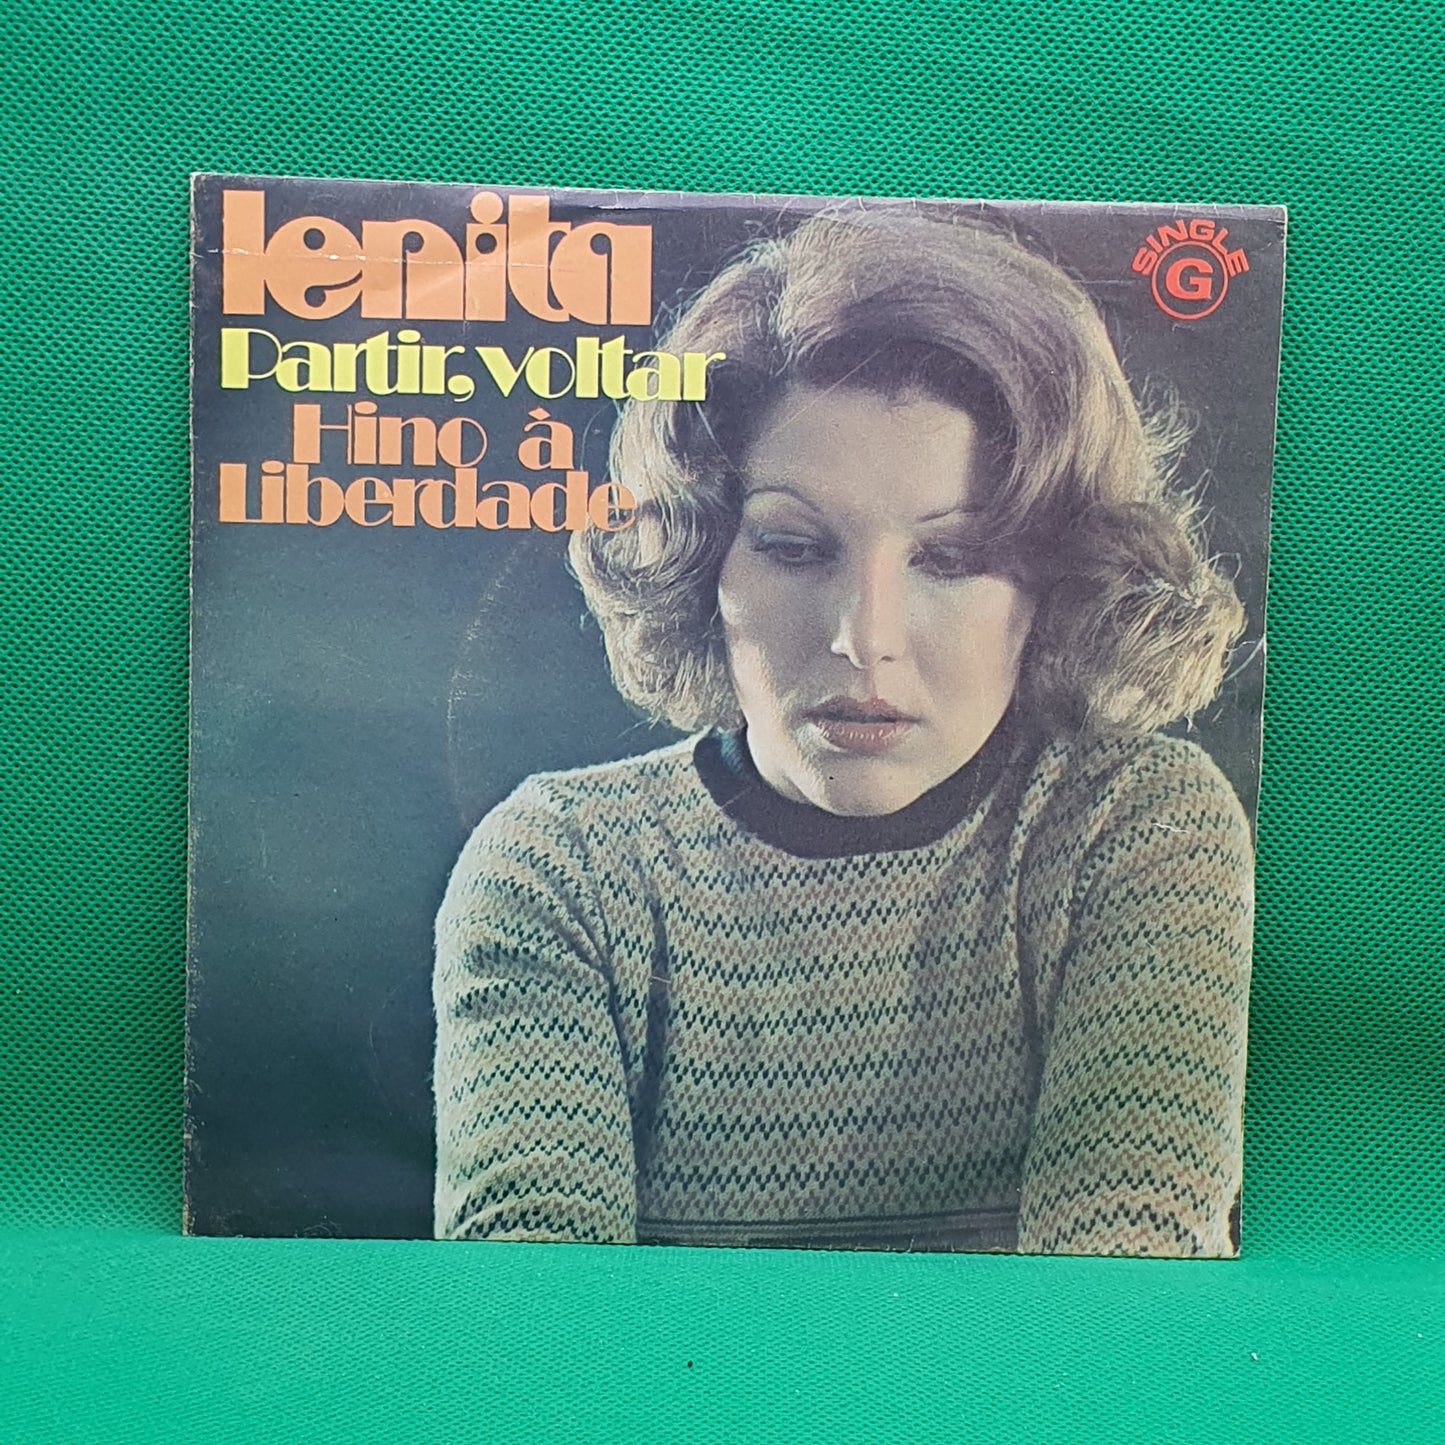 lenita
Partir, voltar
Hino à
Liberdade
SINGLE
G